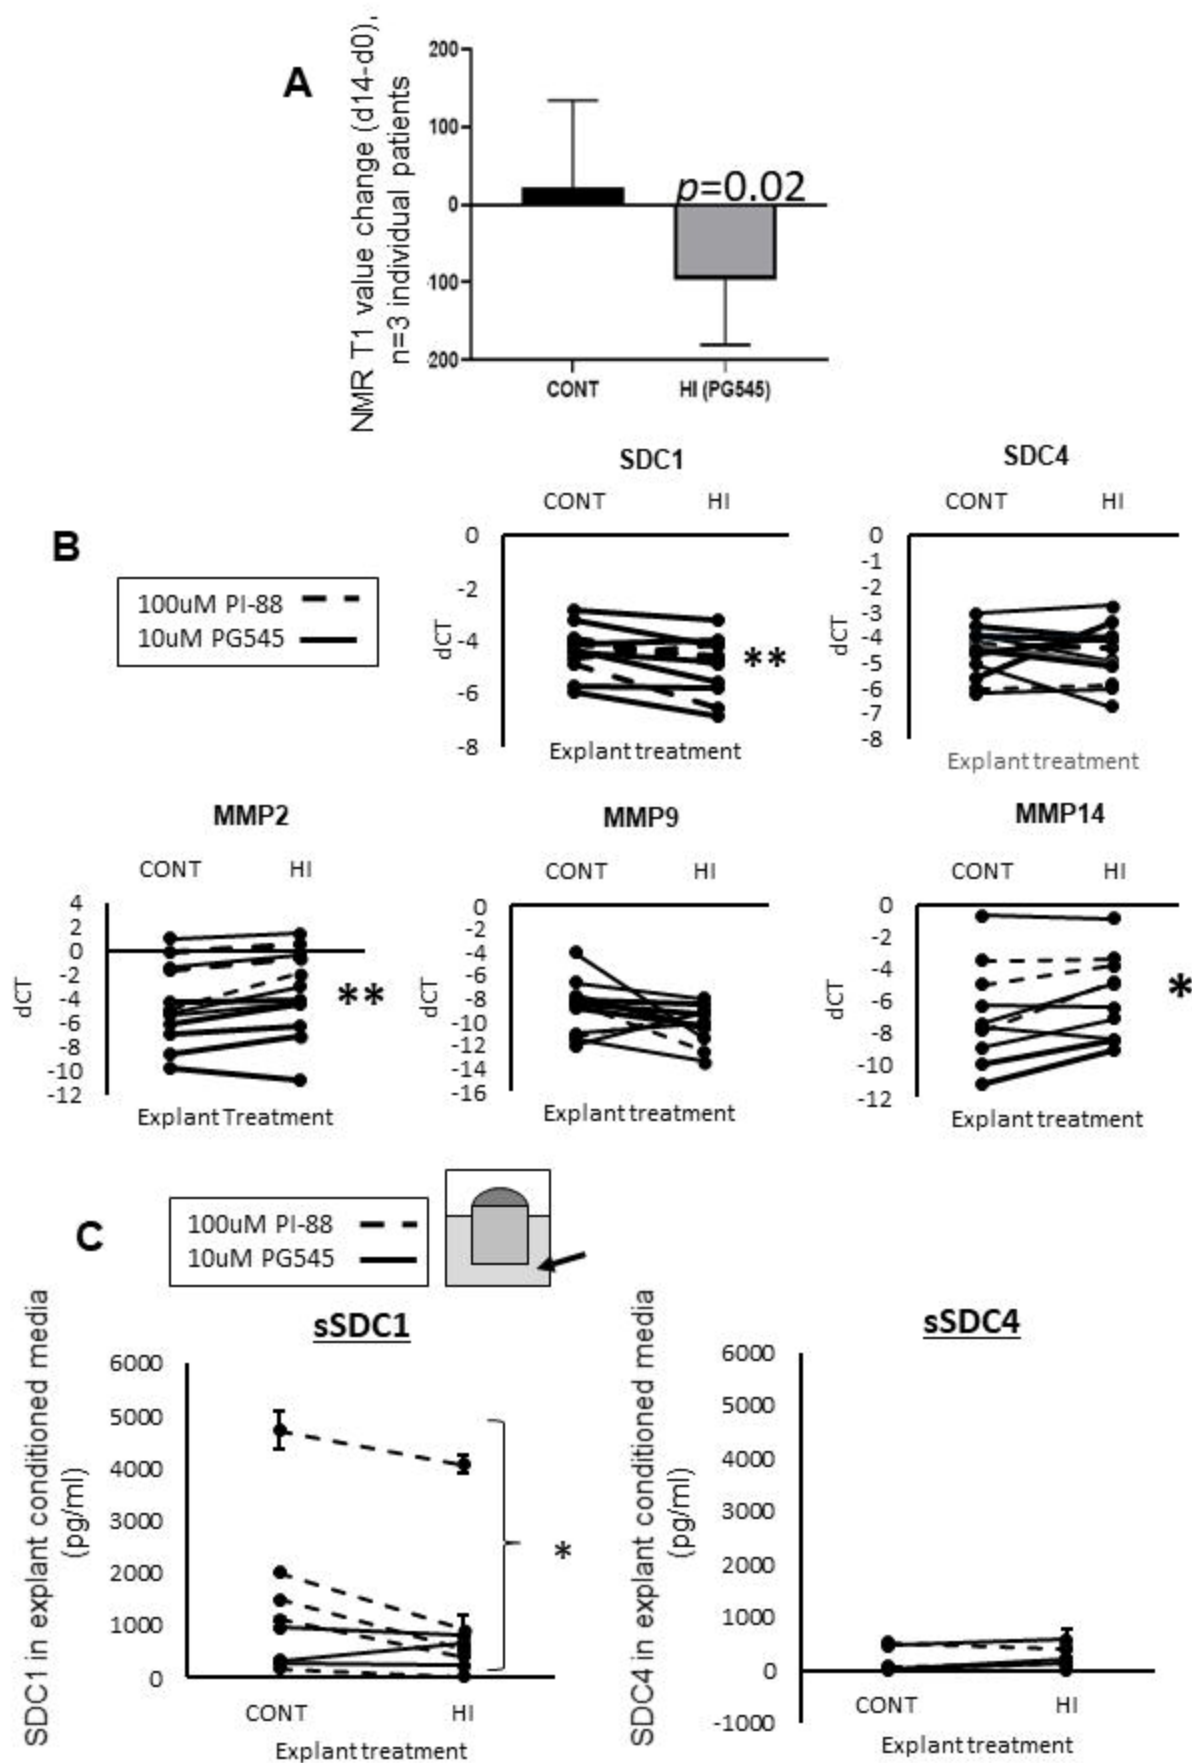 A
NMR T1 value change (d14-d0),
n=3 individual patients
200
100
0
-100
200
p=0.02
CONT HI (PG545)
B
100uM PI-88
10uM PG545
SDC1
CONT HI
0
-2
-4
-6
-8
dCT
**
Explant treatment
SDC4
CONT HI
0
-1
-2
-3
-4
-5
-6
-7
-8
dCT
Explant treatment
MMP2
CONT HI
4
2
0
-2
-4
-6
-8
-10
-12
dCT
**
Explant Treatment
MMP9
CONT HI
0
-2
-4
-6
-8
-10
-12
-14
-16
dCT
Explant treatment
MMP14
CONT HI
0
-2
-4
-6
-8
-10
-12
dCT
*
Explant treatment
C
100uM PI-88
10uM PG545
sSDC1
SDC1 in explant conditioned media
(pg/ml)
6000
5000
4000
3000
2000
1000
0
*
CONT HI
Explant treatment
sSDC4
SDC4 in explant conditioned media
(pg/ml)
6000
5000
4000
3000
2000
1000
0
-1000
CONT HI
Explant treatment